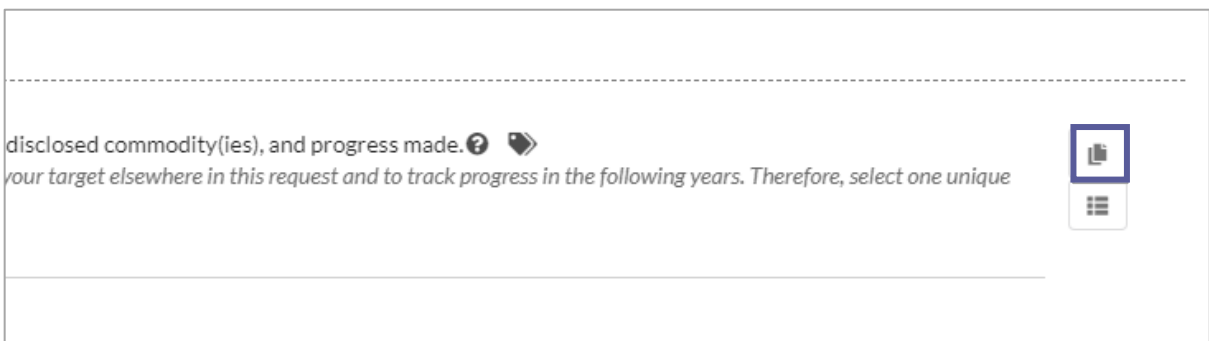 disclosed commodity(ies), and progress made.
your target elsewhere in this request and to track progress in the following years. Therefore, select one unique